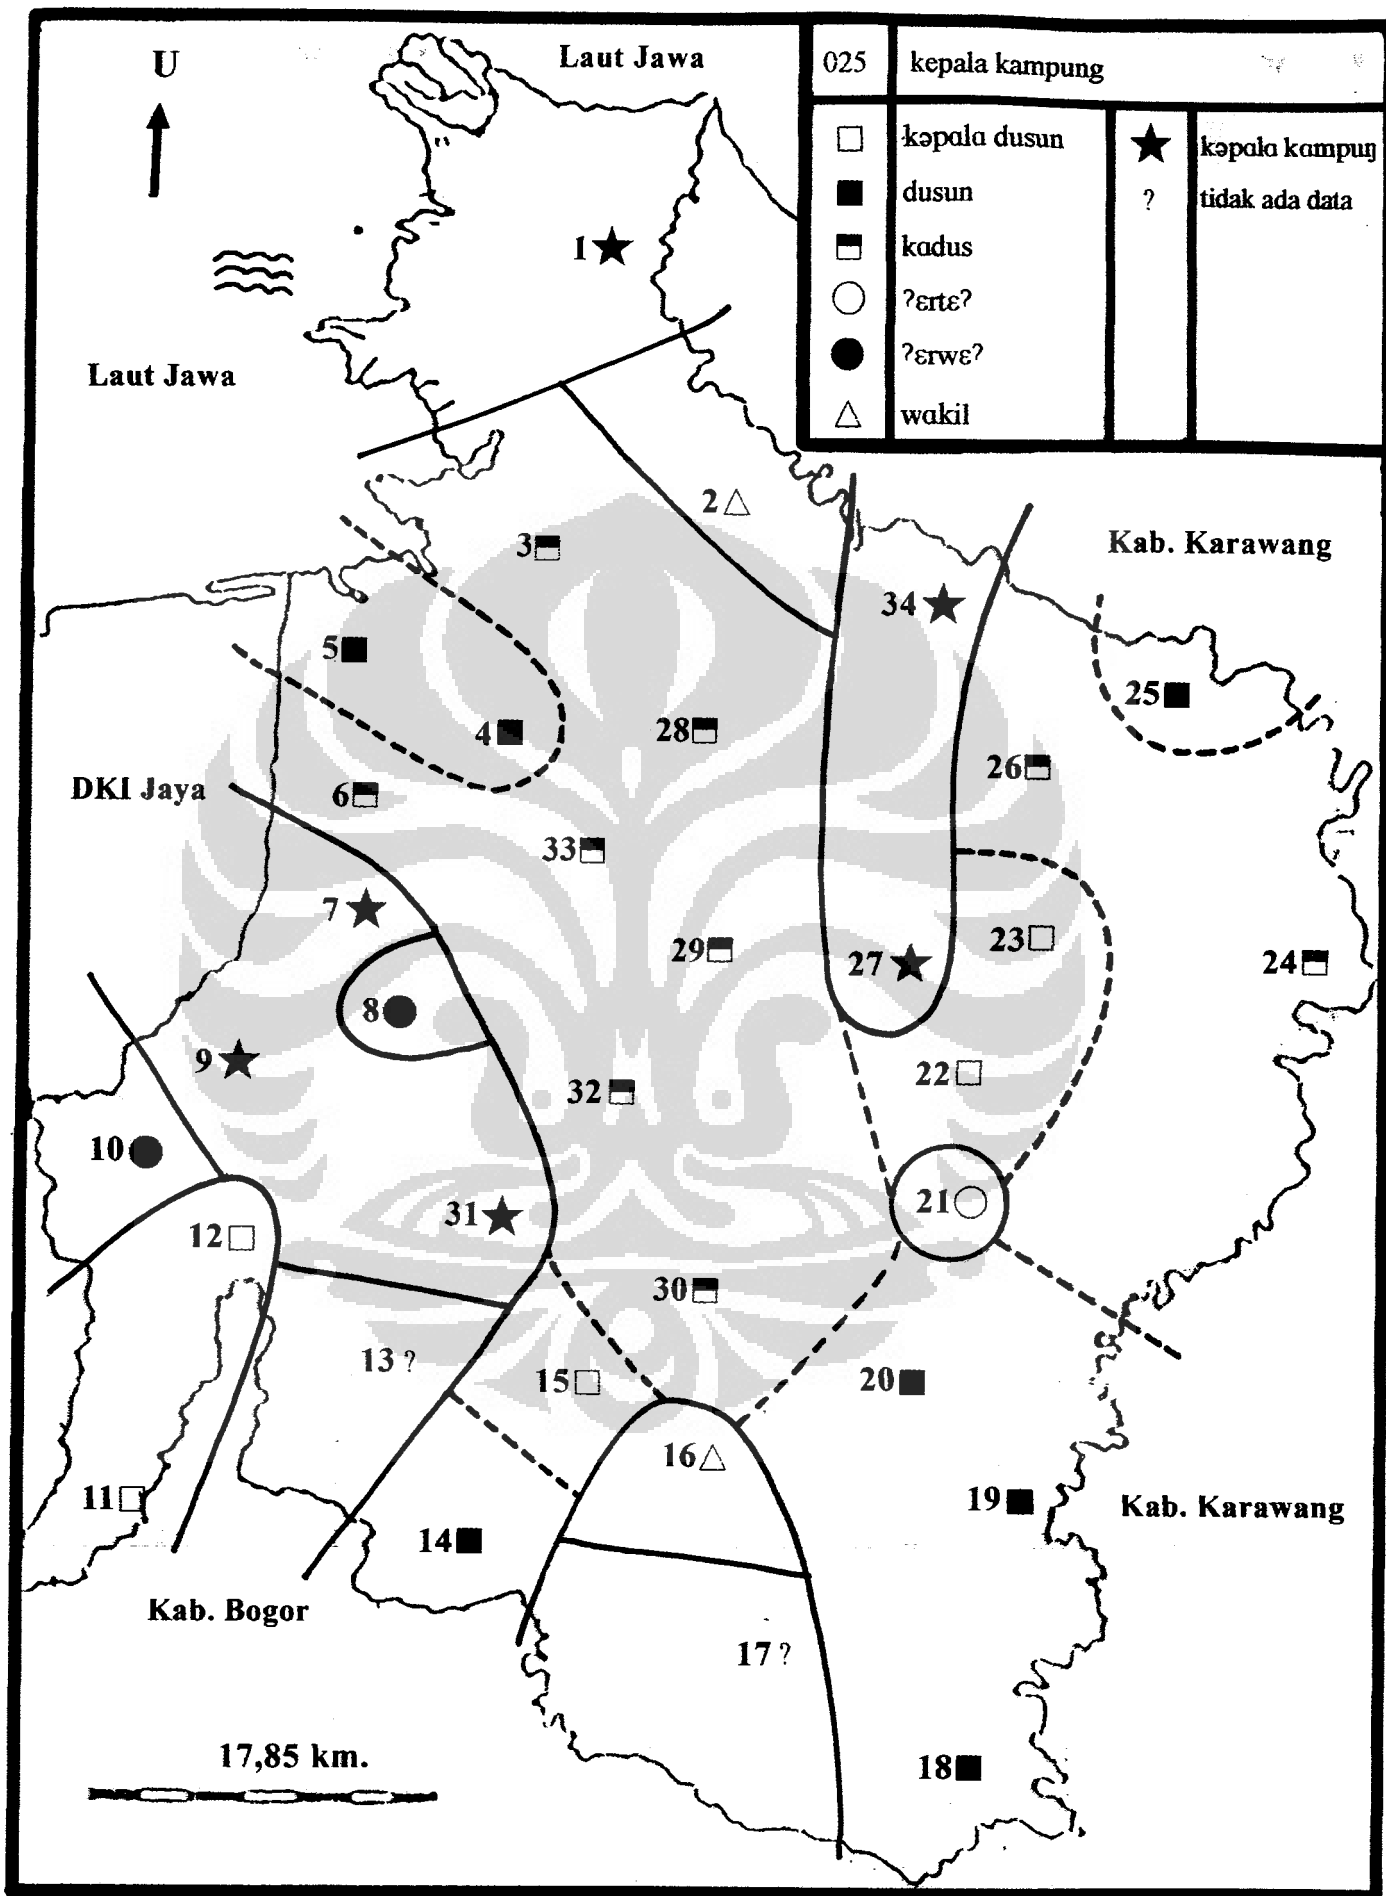 U
Laut Jawa
025 kepala kampung
kəpala dusun
dusun
kadus
ʔɛrtɛʔ
ʔɛrwɛʔ
wakil
kəpala kampuŋ
? tidak ada data
1
Laut Jawa
2
3
Kab. Karawang
34
5
25
4
28
26
DKI Jaya
6
33
7
23
29
24
27
8
9
22
32
10
21
31
12
30
13 ?
15
20
16
11
19
Kab. Karawang
14
Kab. Bogor
17 ?
17,85 km.
18